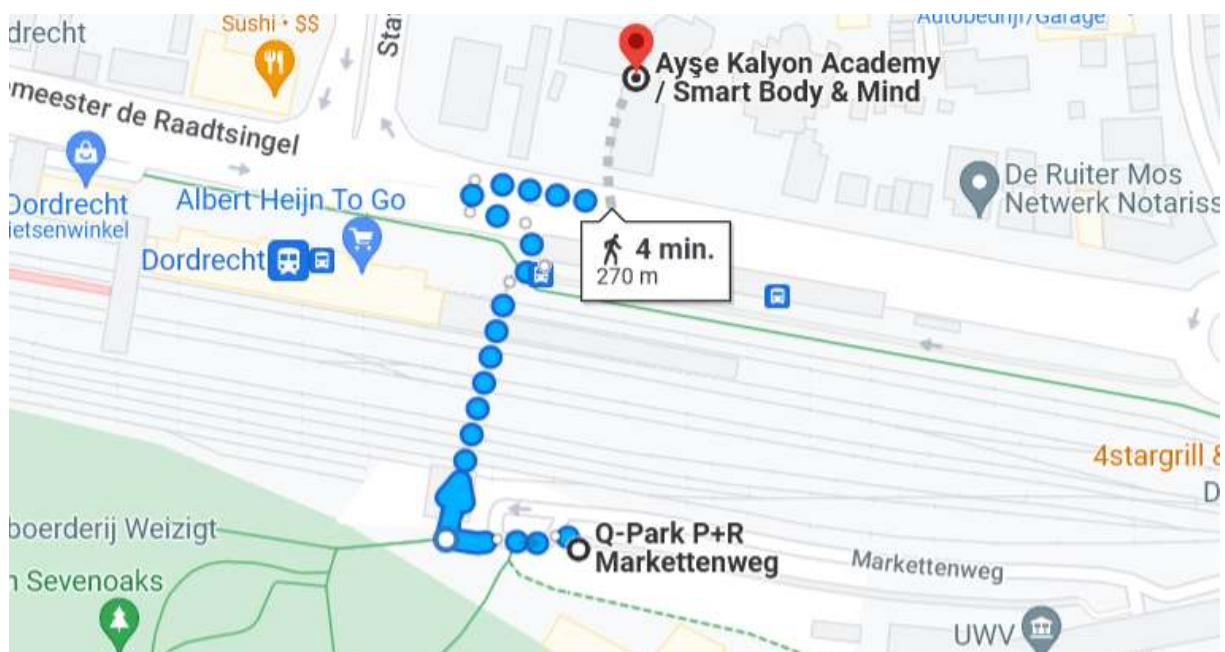 drecht
Sushi • $$
Sta
Autobedrijf/Garage
Ayşe Kalyon Academy
/ Smart Body & Mind
meester de Raadtsingel
De Ruiter Mos
Netwerk Notariss
Dordrecht
ietsenwinkel
Albert Heijn To Go
Dordrecht
4 min.
270 m
4stargrill &
D
boerderij Weizigt
Q-Park P+R
Markettenweg
Markettenweg
n Sevenoaks
UWV